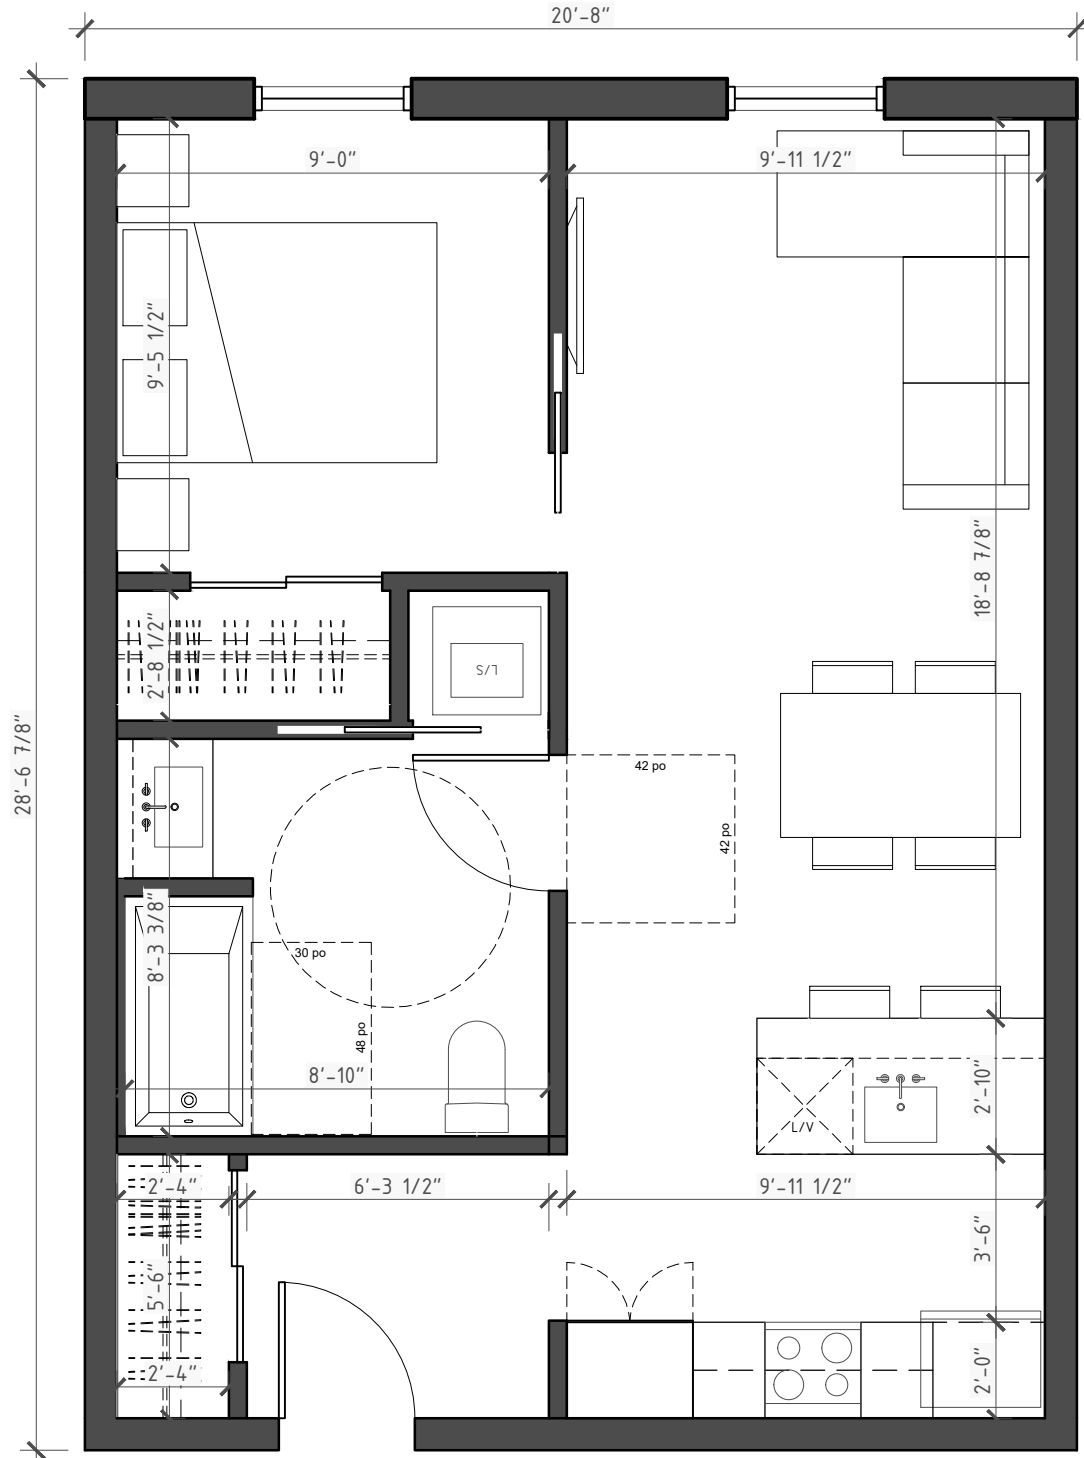 20'-8"
9'-0"
9'-11 1/2"
9'-5 1/2"
18'-8 7/8"
2'-8 1/2"
L/S
28'-6 7/8"
42 po
42 po
8'-3 3/8"
30 po
48 po
8'-10"
2'-10"
L/V
2'-4"
6'-3 1/2"
9'-11 1/2"
3'-6"
5'-6"
2'-4"
2'-0"